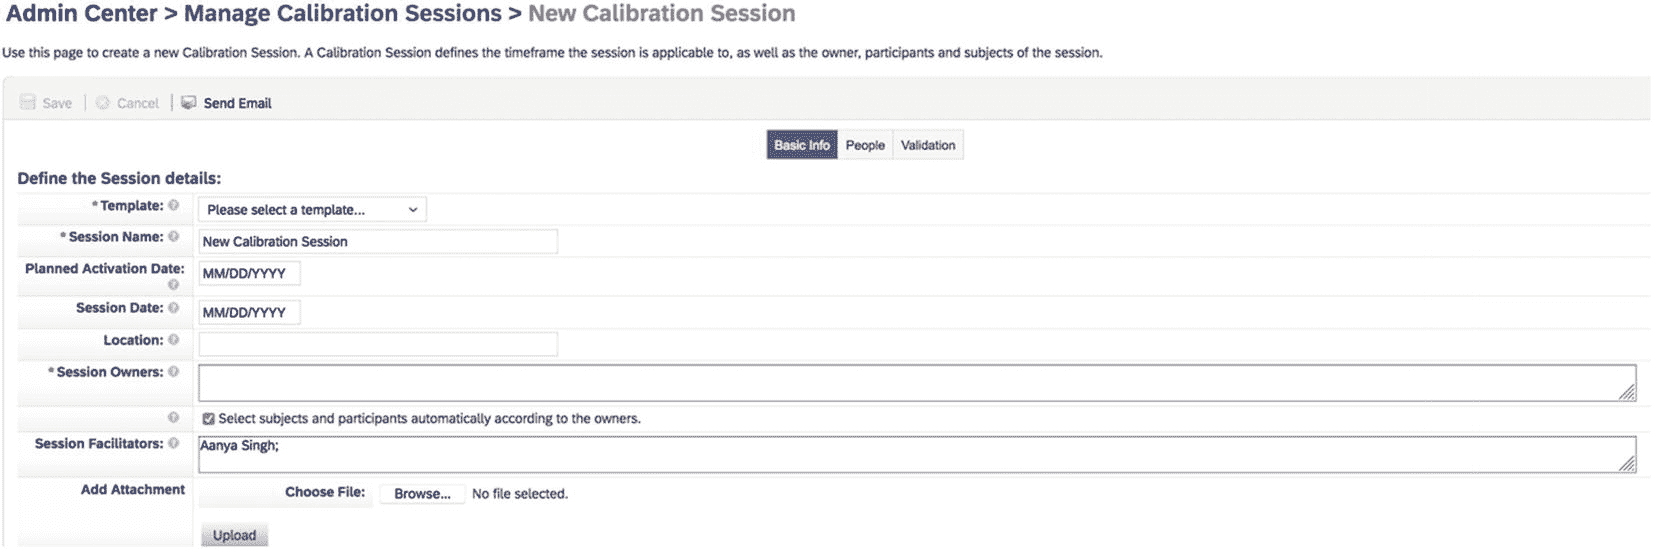 Admin Center > Manage Calibration Sessions > New Calibration Session
Use this page to create a new Calibration Session. A Calibration Session defines the timeframe the session is applicable to, as well as the owner, participants and subjects of the session.
Save | Cancel | Send Email
Basic Info People Validation
Define the Session details:
* Template: Please select a template...
* Session Name: New Calibration Session
Planned Activation Date: MM/DD/YYYY
Session Date: MM/DD/YYYY
Location:
* Session Owners:
Select subjects and participants automatically according to the owners.
Session Facilitators: Aanya Singh;
Add Attachment Choose File: Browse... No file selected.
Upload